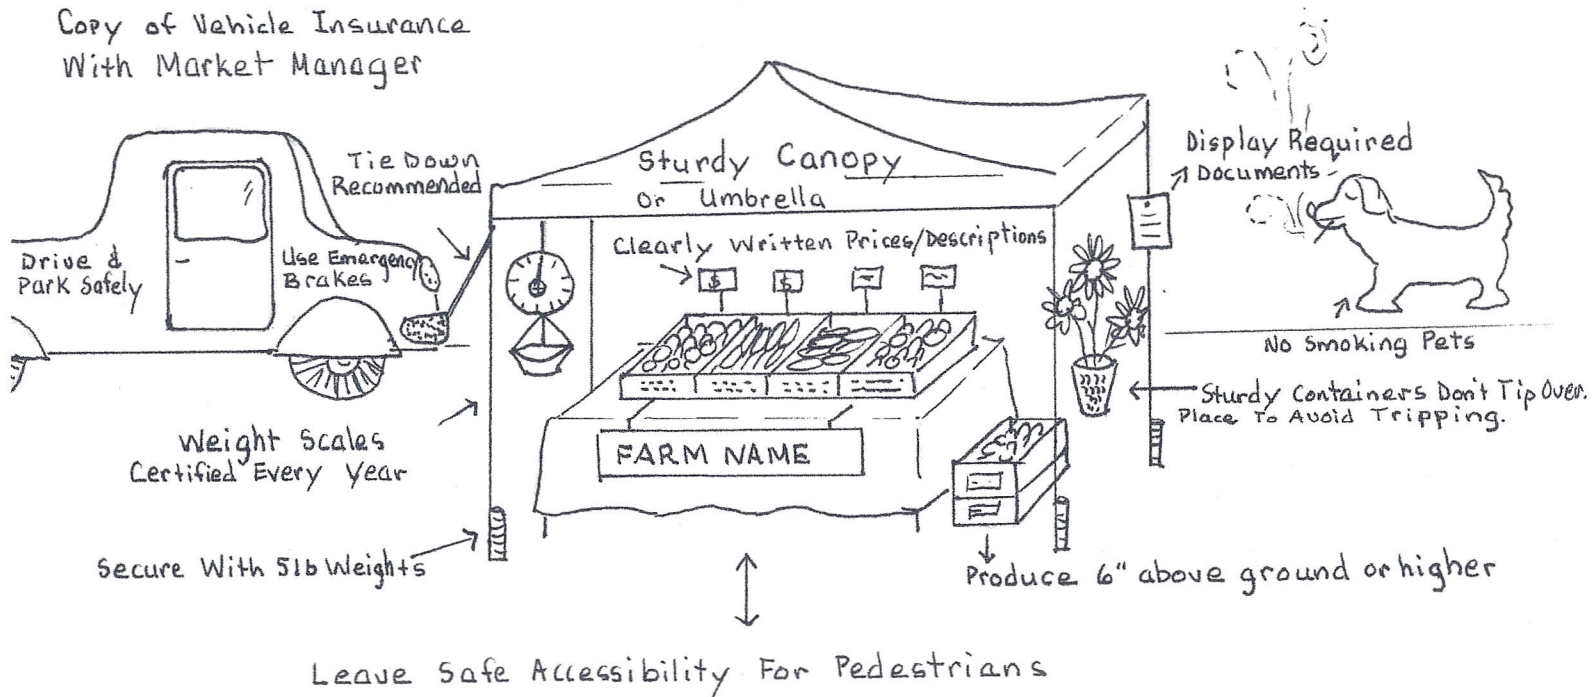 Copy of Vehicle Insurance
With Market Manager
Tie Down
Recommended
Sturdy Canopy
or Umbrella
Display Required
Documents
Drive &
Park Safely
Use Emergency
Brakes
Clearly Written Prices/Descriptions
$
$
No Smoking Pets
Sturdy Containers Don't Tip Over.
Place To Avoid Tripping.
Weight Scales
Certified Every Year
FARM NAME
Secure With 5lb Weights
Produce 6" above ground or higher
Leave Safe Accessibility For Pedestrians